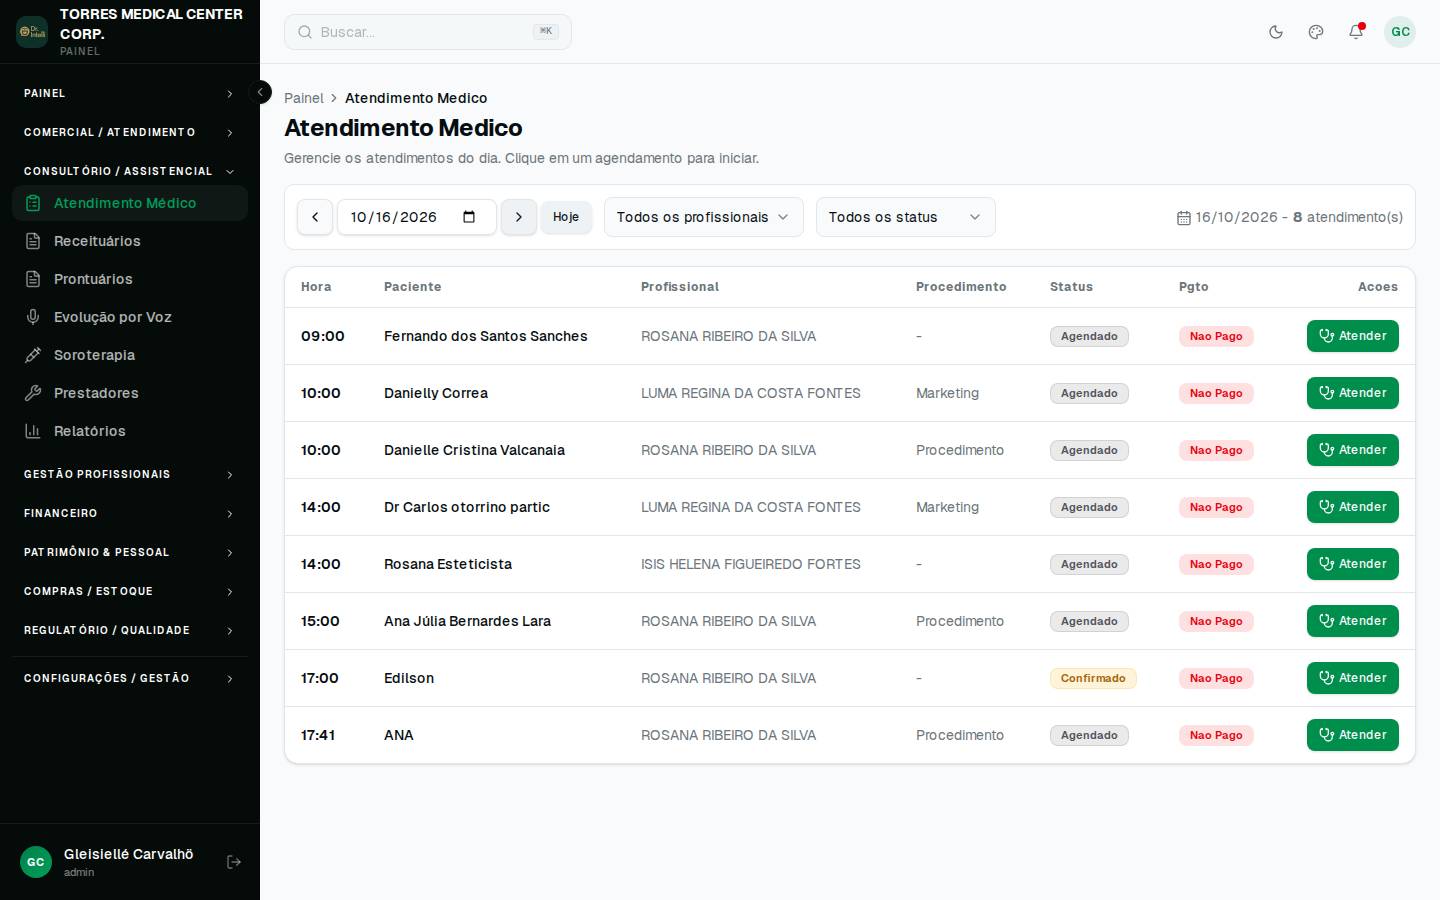 TORRES MEDICAL CENTER
CORP.
PAINEL
PAINEL
COMERCIAL / ATENDIMENTO
CONSULTÓRIO / ASSISTENCIAL
Atendimento Médico
Receituários
Prontuários
Evolução por Voz
Soroterapia
Prestadores
Relatórios
GESTÃO PROFISSIONAIS
FINANCEIRO
PATRIMÔNIO & PESSOAL
COMPRAS / ESTOQUE
REGULATÓRIO / QUALIDADE
CONFIGURAÇÕES / GESTÃO
GC Gleisiellé Carvalhö
admin
Buscar... ⌘K GC
Painel > Atendimento Medico
Atendimento Medico
Gerencie os atendimentos do dia. Clique em um agendamento para iniciar.
10/16/2026 Hoje Todos os profissionais Todos os status 16/10/2026 - 8 atendimento(s)
Hora Paciente Profissional Procedimento Status Pgto Acoes
09:00 Fernando dos Santos Sanches ROSANA RIBEIRO DA SILVA - Agendado Nao Pago Atender
10:00 Danielly Correa LUMA REGINA DA COSTA FONTES Marketing Agendado Nao Pago Atender
10:00 Danielle Cristina Valcanaia ROSANA RIBEIRO DA SILVA Procedimento Agendado Nao Pago Atender
14:00 Dr Carlos otorrino partic LUMA REGINA DA COSTA FONTES Marketing Agendado Nao Pago Atender
14:00 Rosana Esteticista ISIS HELENA FIGUEIREDO FORTES - Agendado Nao Pago Atender
15:00 Ana Júlia Bernardes Lara ROSANA RIBEIRO DA SILVA Procedimento Agendado Nao Pago Atender
17:00 Edilson ROSANA RIBEIRO DA SILVA - Confirmado Nao Pago Atender
17:41 ANA ROSANA RIBEIRO DA SILVA Procedimento Agendado Nao Pago Atender